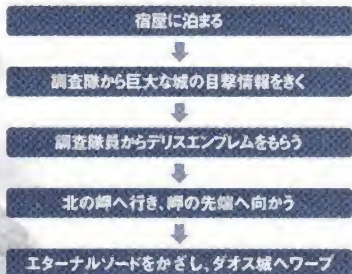 宿屋に泊まる
調査隊から巨大な城の目撃情報をきく
調査隊員からデリスエンブレムをもらう
北の岬へ行き、岬の先端へ向かう
エターナルソードをかざし、ダオス城へワープ